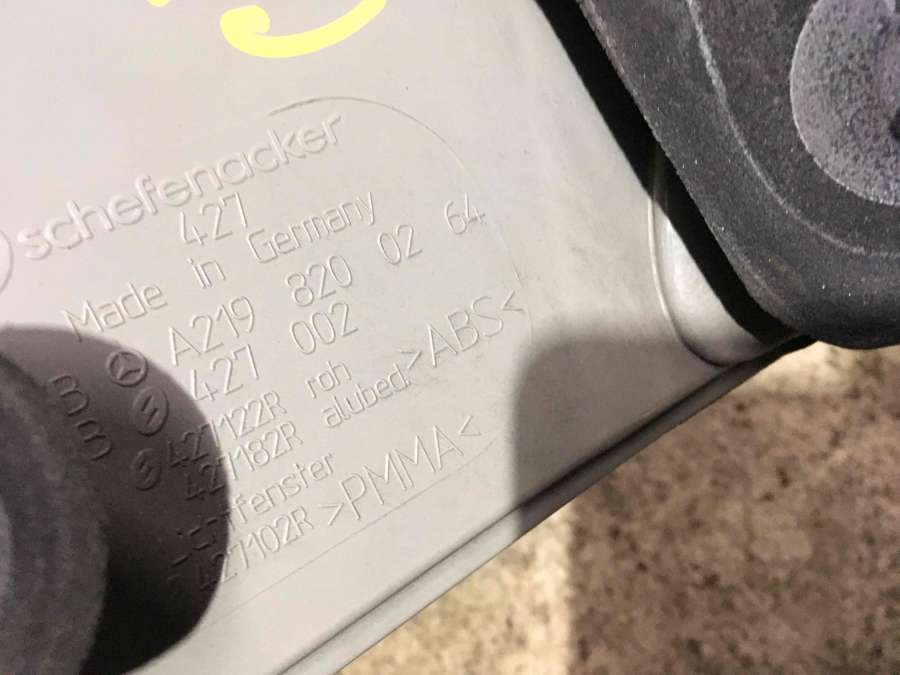 schefenacker
427
Made in Germany
A219 820 02 64
427 002
427122R roh
427182R alubed. >ABS<
fenster
427102R >PMMA<